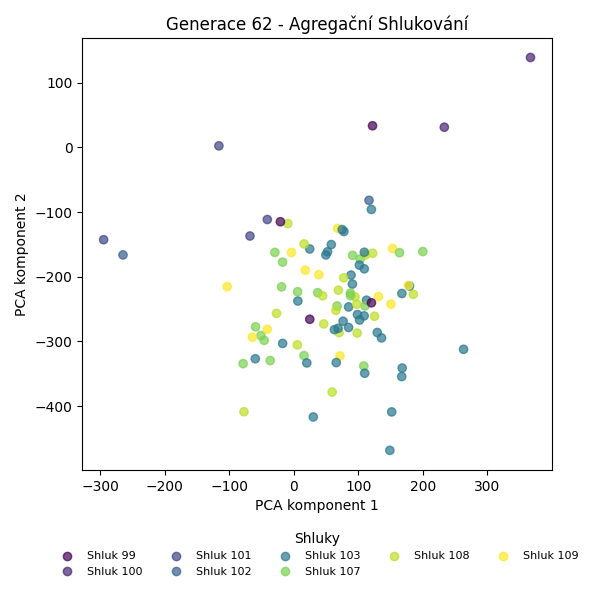 Generace 62 - Agregační Shlukování
PCA komponent 2
100
0
−100
−200
−300
−400
−300
−200
−100
0
100
200
300
PCA komponent 1
Shluky
Shluk 99
Shluk 101
Shluk 103
Shluk 108
Shluk 109
Shluk 100
Shluk 102
Shluk 107